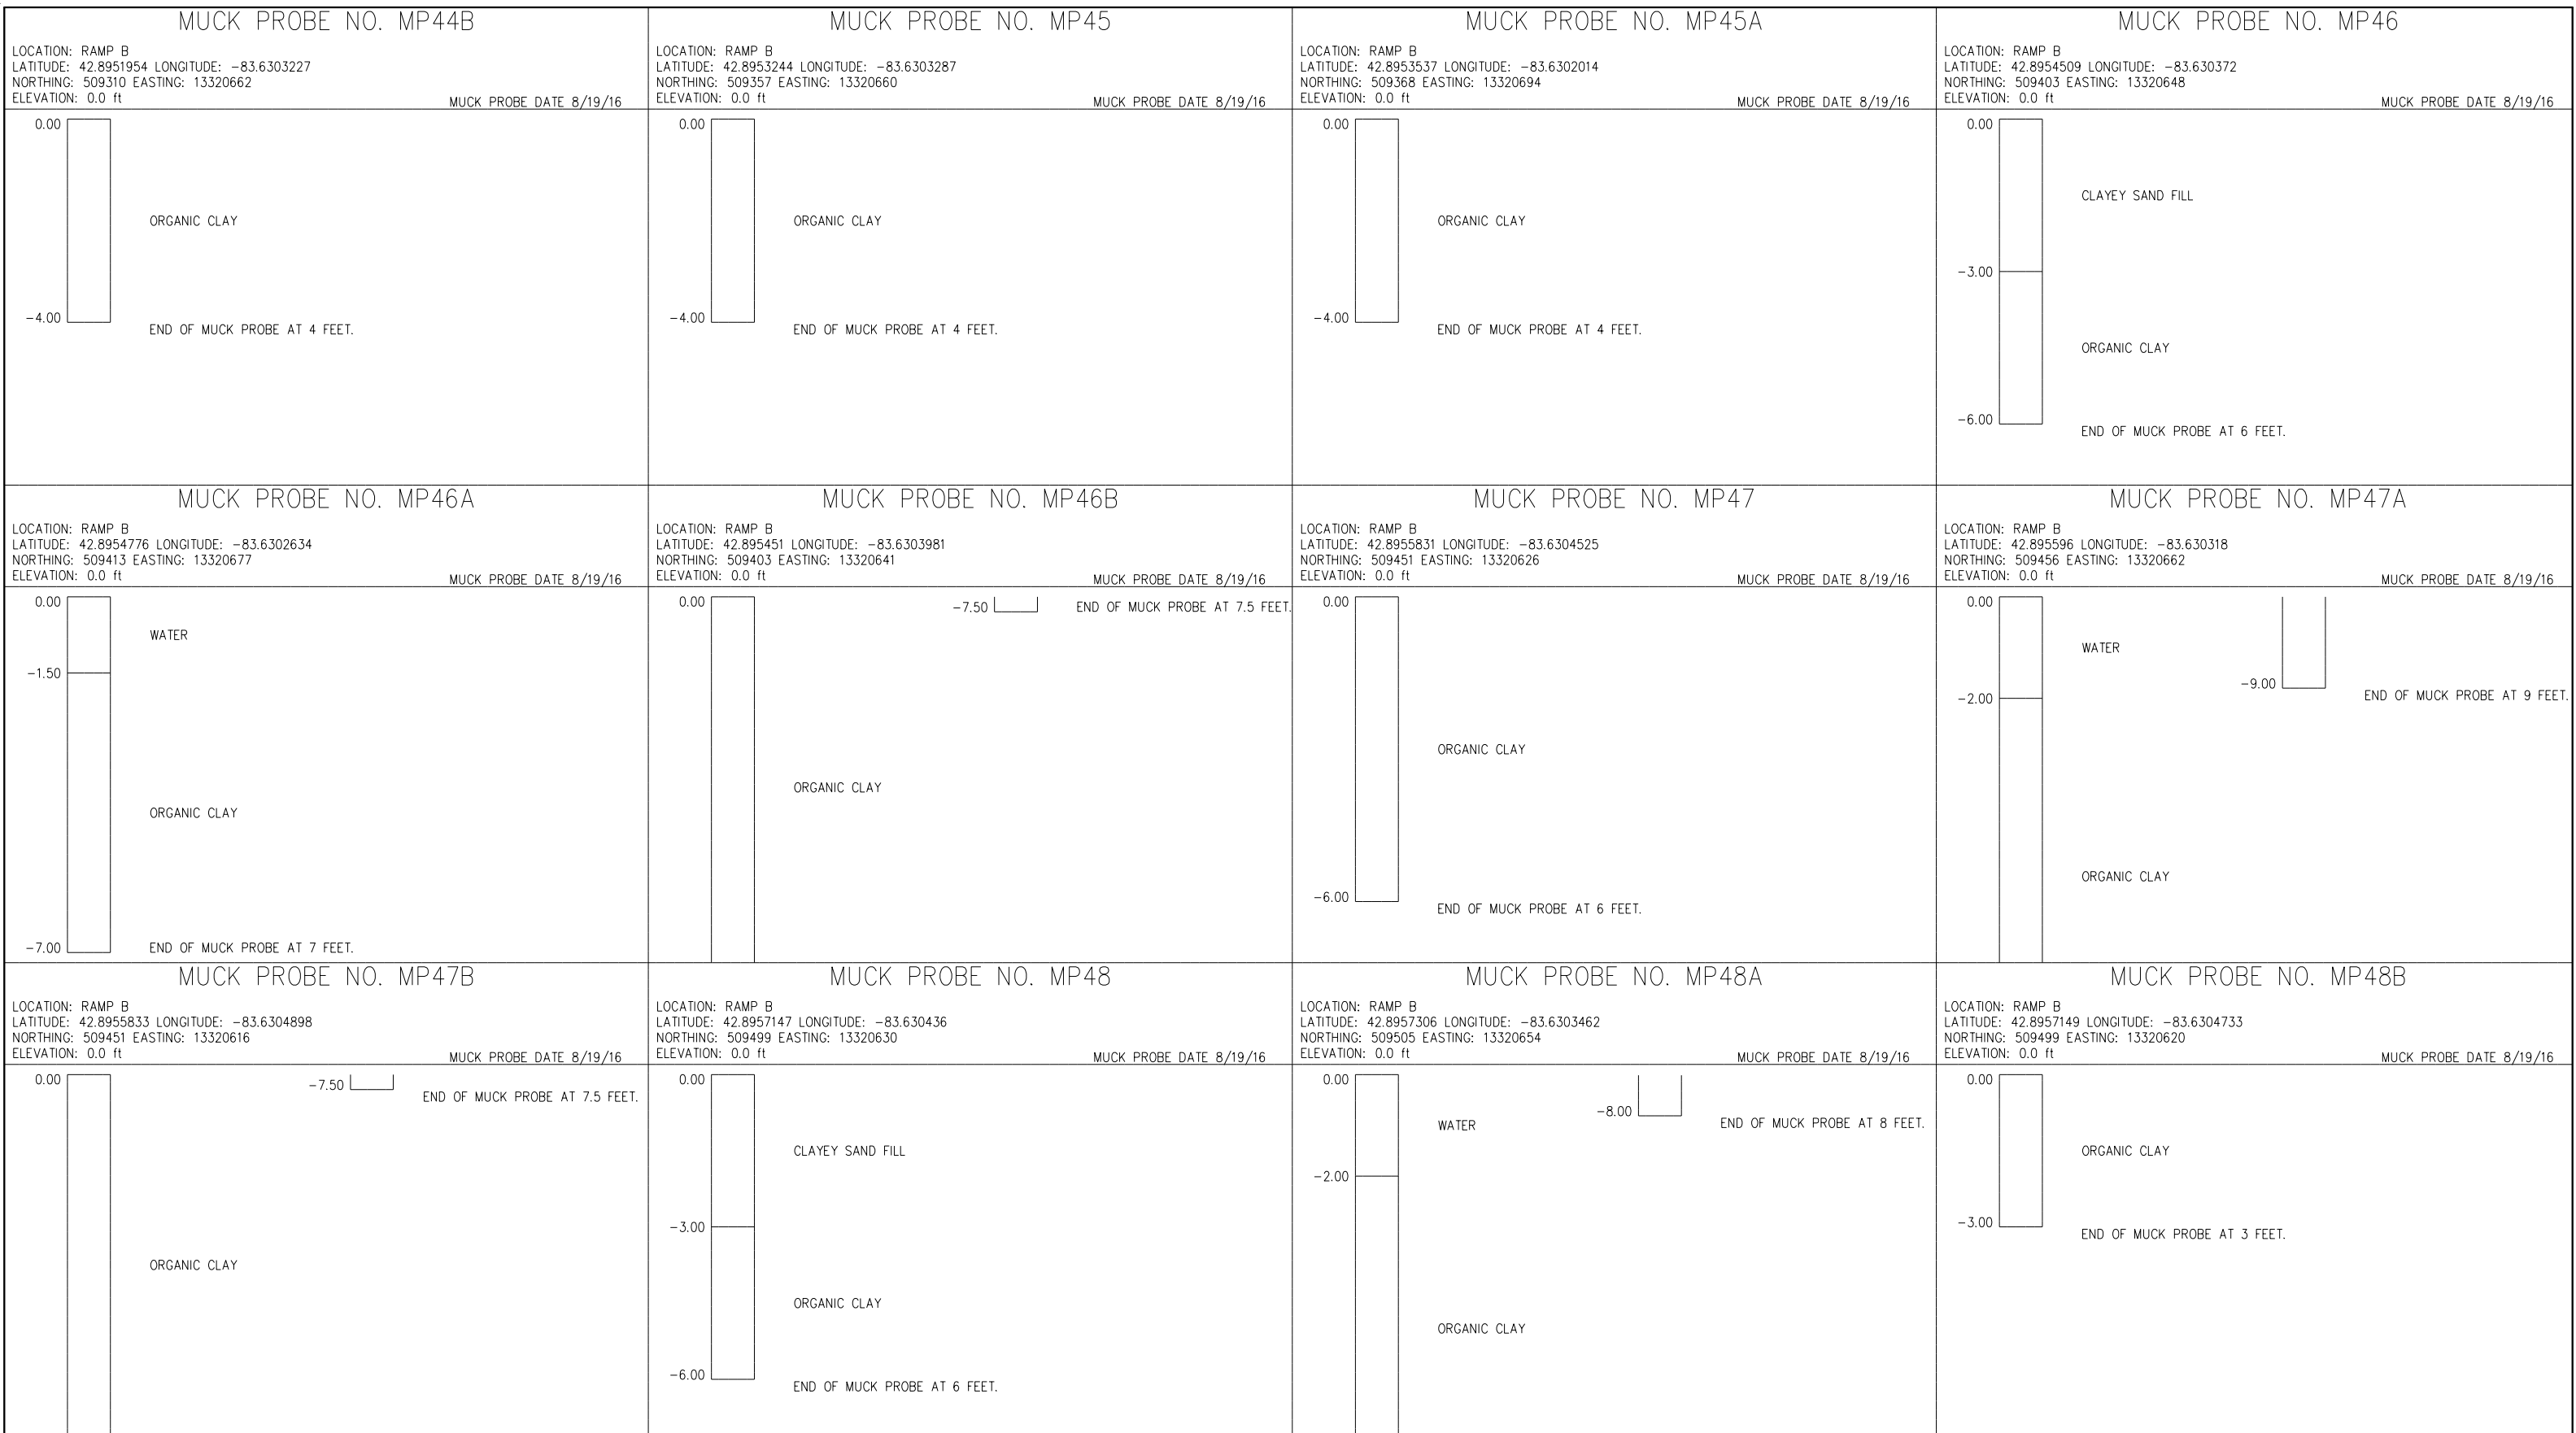 MUCK PROBE NO. MP44B
LOCATION: RAMP B
LATITUDE: 42.8951954 LONGITUDE: -83.6303227
NORTHING: 509310 EASTING: 13320662
ELEVATION: 0.0 ft
MUCK PROBE DATE 8/19/16
0.00
ORGANIC CLAY
-4.00
END OF MUCK PROBE AT 4 FEET.
MUCK PROBE NO. MP45
LOCATION: RAMP B
LATITUDE: 42.8953244 LONGITUDE: -83.6303287
NORTHING: 509357 EASTING: 13320660
ELEVATION: 0.0 ft
MUCK PROBE DATE 8/19/16
0.00
ORGANIC CLAY
-4.00
END OF MUCK PROBE AT 4 FEET.
MUCK PROBE NO. MP45A
LOCATION: RAMP B
LATITUDE: 42.8953537 LONGITUDE: -83.6302014
NORTHING: 509368 EASTING: 13320694
ELEVATION: 0.0 ft
MUCK PROBE DATE 8/19/16
0.00
ORGANIC CLAY
-4.00
END OF MUCK PROBE AT 4 FEET.
MUCK PROBE NO. MP46
LOCATION: RAMP B
LATITUDE: 42.8954509 LONGITUDE: -83.630372
NORTHING: 509403 EASTING: 13320648
ELEVATION: 0.0 ft
MUCK PROBE DATE 8/19/16
0.00
CLAYEY SAND FILL
-3.00
ORGANIC CLAY
-6.00
END OF MUCK PROBE AT 6 FEET.
MUCK PROBE NO. MP46A
LOCATION: RAMP B
LATITUDE: 42.8954776 LONGITUDE: -83.6302634
NORTHING: 509413 EASTING: 13320677
ELEVATION: 0.0 ft
MUCK PROBE DATE 8/19/16
0.00
WATER
-1.50
ORGANIC CLAY
-7.00
END OF MUCK PROBE AT 7 FEET.
MUCK PROBE NO. MP46B
LOCATION: RAMP B
LATITUDE: 42.895451 LONGITUDE: -83.6303981
NORTHING: 509403 EASTING: 13320641
ELEVATION: 0.0 ft
MUCK PROBE DATE 8/19/16
0.00
ORGANIC CLAY
-7.50
END OF MUCK PROBE AT 7.5 FEET.
MUCK PROBE NO. MP47
LOCATION: RAMP B
LATITUDE: 42.8955831 LONGITUDE: -83.6304525
NORTHING: 509451 EASTING: 13320626
ELEVATION: 0.0 ft
MUCK PROBE DATE 8/19/16
0.00
ORGANIC CLAY
-6.00
END OF MUCK PROBE AT 6 FEET.
MUCK PROBE NO. MP47A
LOCATION: RAMP B
LATITUDE: 42.895596 LONGITUDE: -83.630318
NORTHING: 509456 EASTING: 13320662
ELEVATION: 0.0 ft
MUCK PROBE DATE 8/19/16
0.00
WATER
-2.00
ORGANIC CLAY
-9.00
END OF MUCK PROBE AT 9 FEET.
MUCK PROBE NO. MP47B
LOCATION: RAMP B
LATITUDE: 42.8955833 LONGITUDE: -83.6304898
NORTHING: 509451 EASTING: 13320616
ELEVATION: 0.0 ft
MUCK PROBE DATE 8/19/16
0.00
ORGANIC CLAY
-7.50
END OF MUCK PROBE AT 7.5 FEET.
MUCK PROBE NO. MP48
LOCATION: RAMP B
LATITUDE: 42.8957147 LONGITUDE: -83.630436
NORTHING: 509499 EASTING: 13320630
ELEVATION: 0.0 ft
MUCK PROBE DATE 8/19/16
0.00
CLAYEY SAND FILL
-3.00
ORGANIC CLAY
-6.00
END OF MUCK PROBE AT 6 FEET.
MUCK PROBE NO. MP48A
LOCATION: RAMP B
LATITUDE: 42.8957306 LONGITUDE: -83.6303462
NORTHING: 509505 EASTING: 13320654
ELEVATION: 0.0 ft
MUCK PROBE DATE 8/19/16
0.00
WATER
-2.00
ORGANIC CLAY
-8.00
END OF MUCK PROBE AT 8 FEET.
MUCK PROBE NO. MP48B
LOCATION: RAMP B
LATITUDE: 42.8957149 LONGITUDE: -83.6304733
NORTHING: 509499 EASTING: 13320620
ELEVATION: 0.0 ft
MUCK PROBE DATE 8/19/16
0.00
ORGANIC CLAY
-3.00
END OF MUCK PROBE AT 3 FEET.